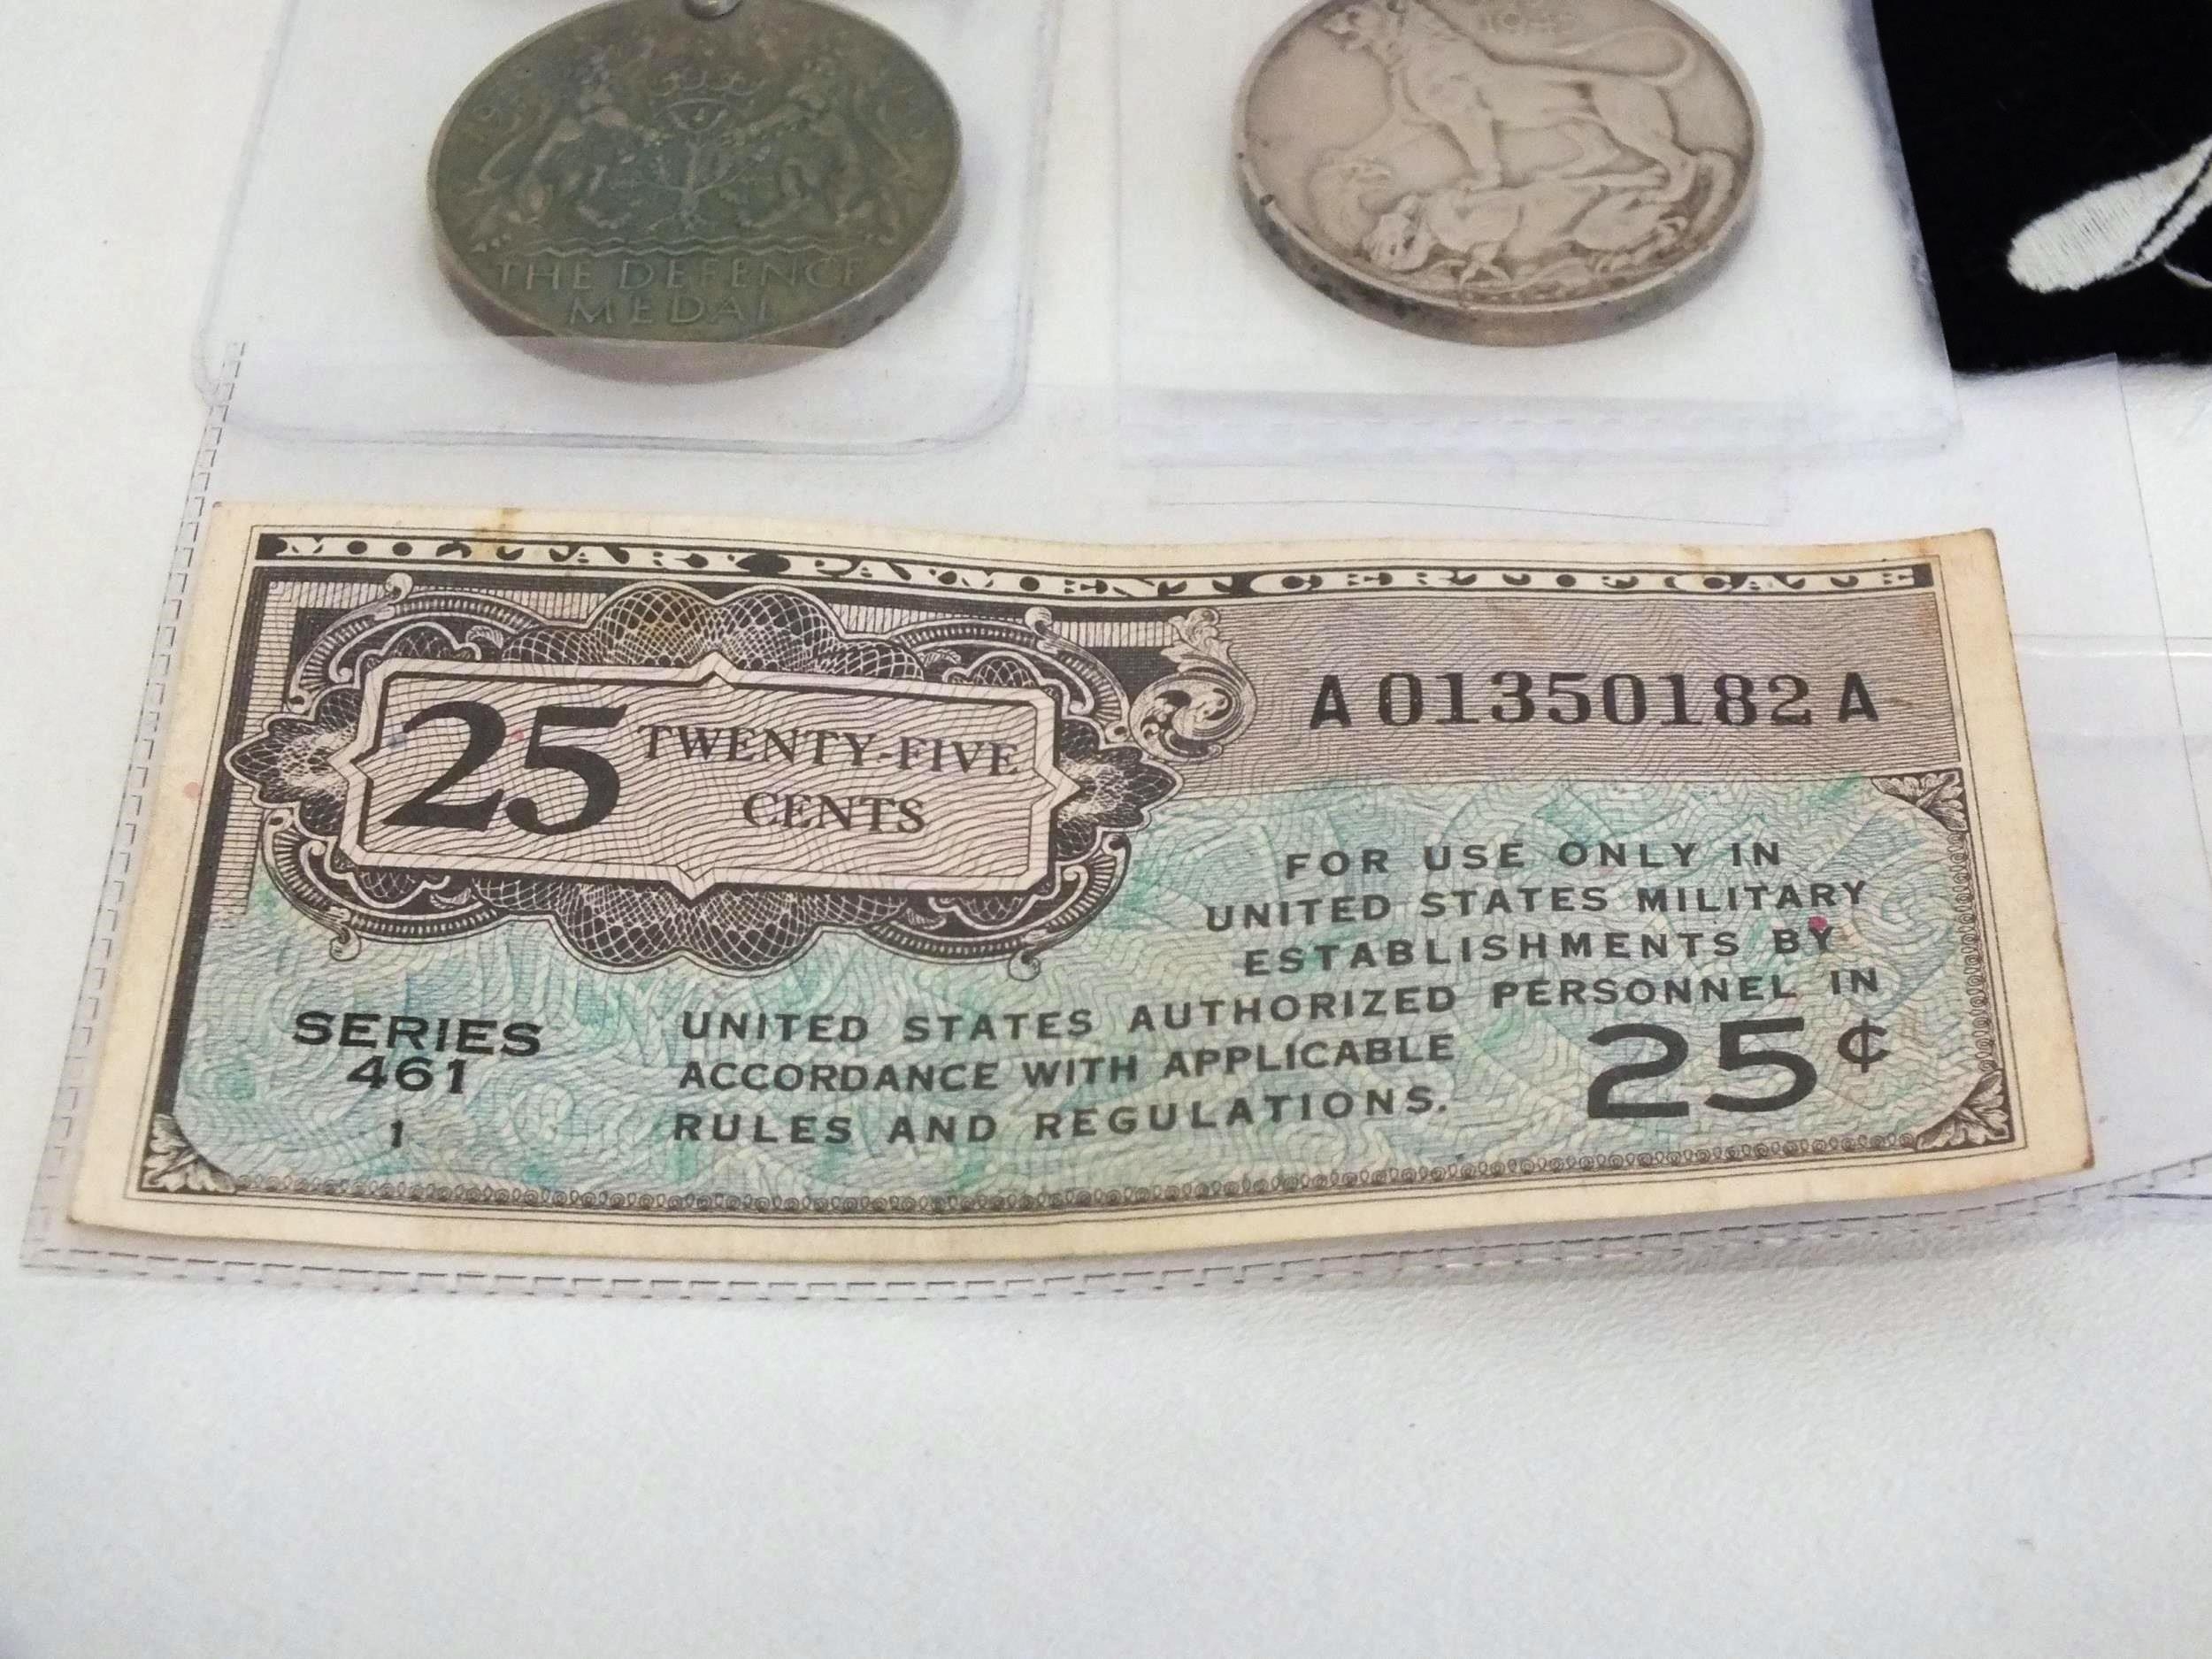 THE DEFENCE
MEDAL
MILITARY PAYMENT CERTIFICATE
A01350182A
25 TWENTY-FIVE
CENTS
FOR USE ONLY IN
UNITED STATES MILITARY
ESTABLISHMENTS BY
UNITED STATES AUTHORIZED PERSONNEL IN
ACCORDANCE WITH APPLICABLE
RULES AND REGULATIONS.
SERIES
461
1
25¢